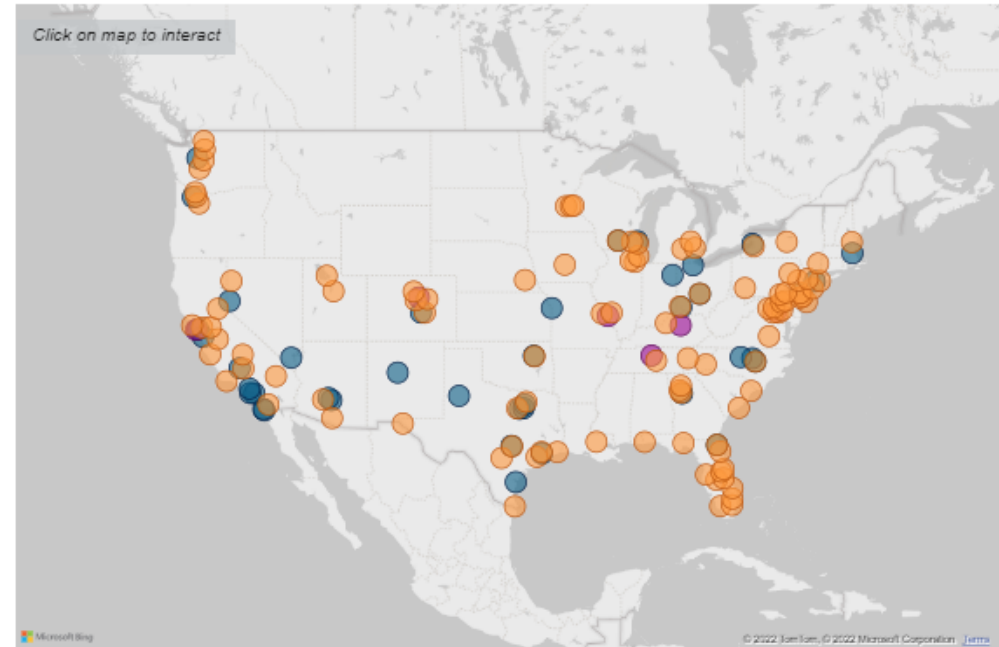 Click on map to interact
Microsoft Bing
© 2022 TomTom, © 2022 Microsoft Corporation Terms